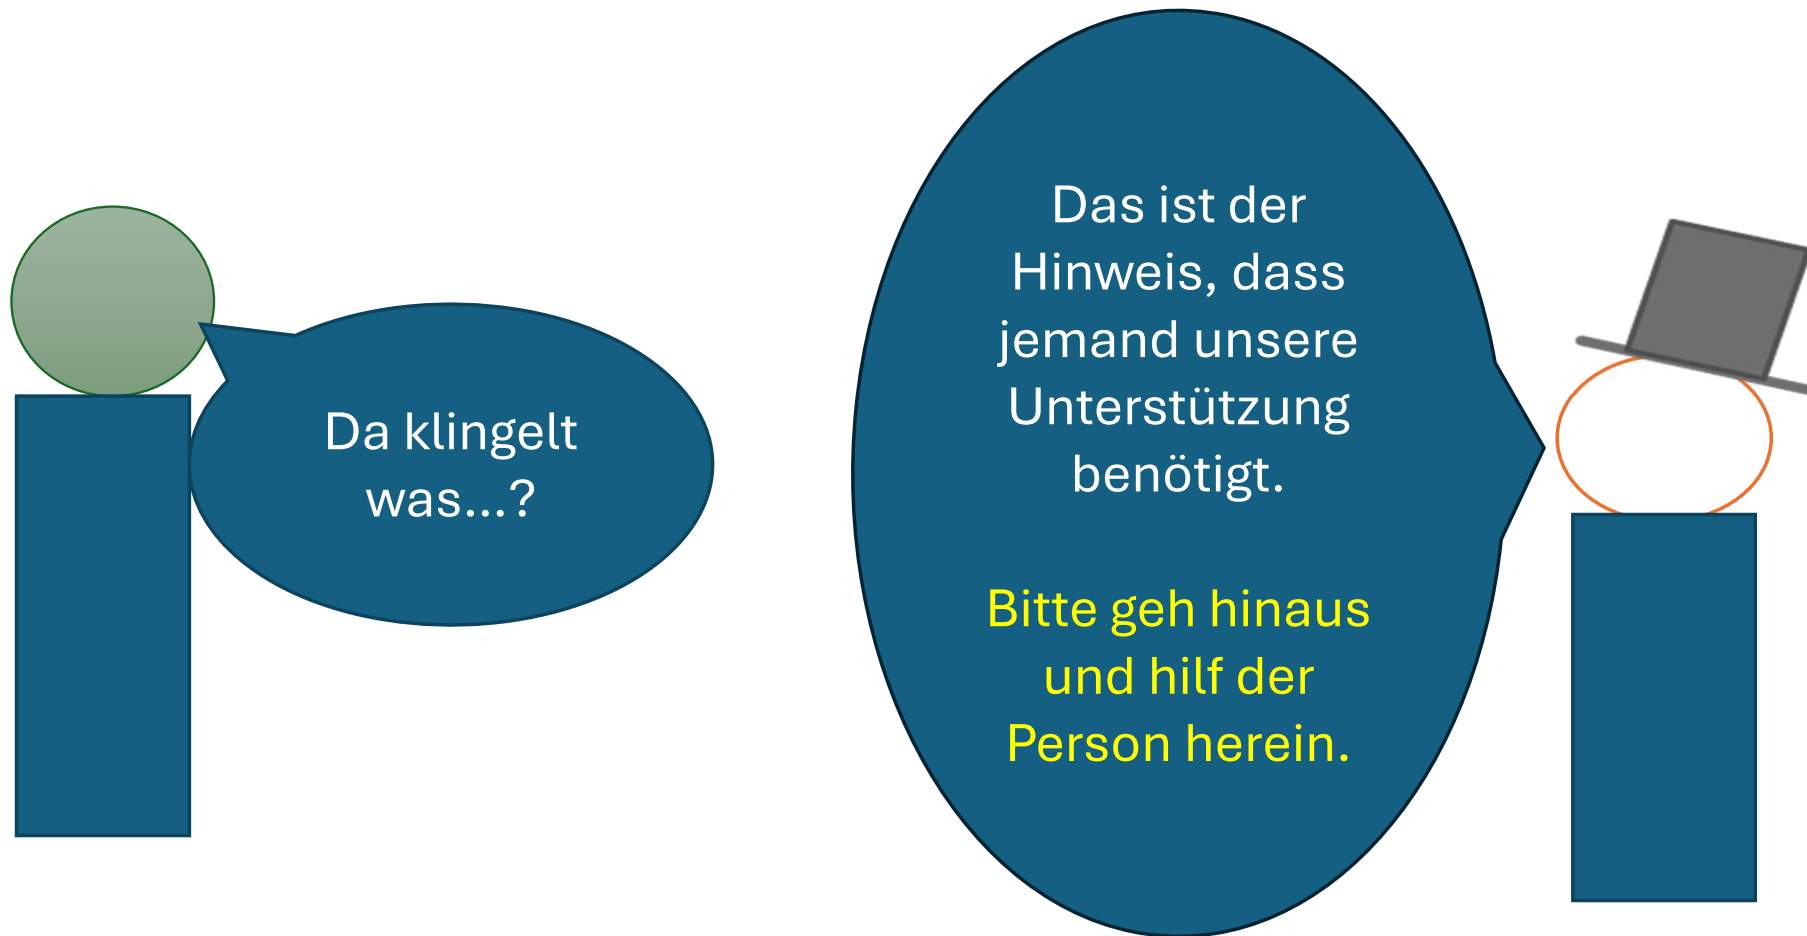 Da klingelt
was...?
Das ist der
Hinweis, dass
jemand unsere
Unterstützung
benötigt.
Bitte geh hinaus
und hilf der
Person herein.